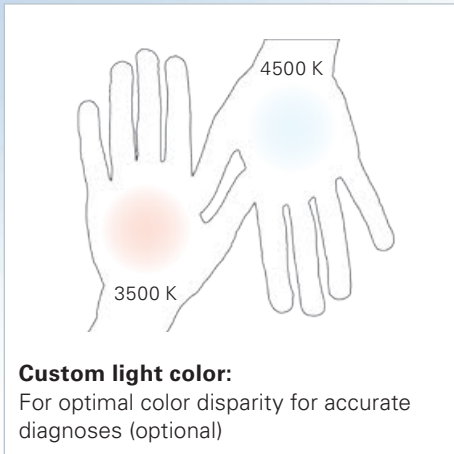 4500 K
3500 K
Custom light color:
For optimal color disparity for accurate
diagnoses (optional)